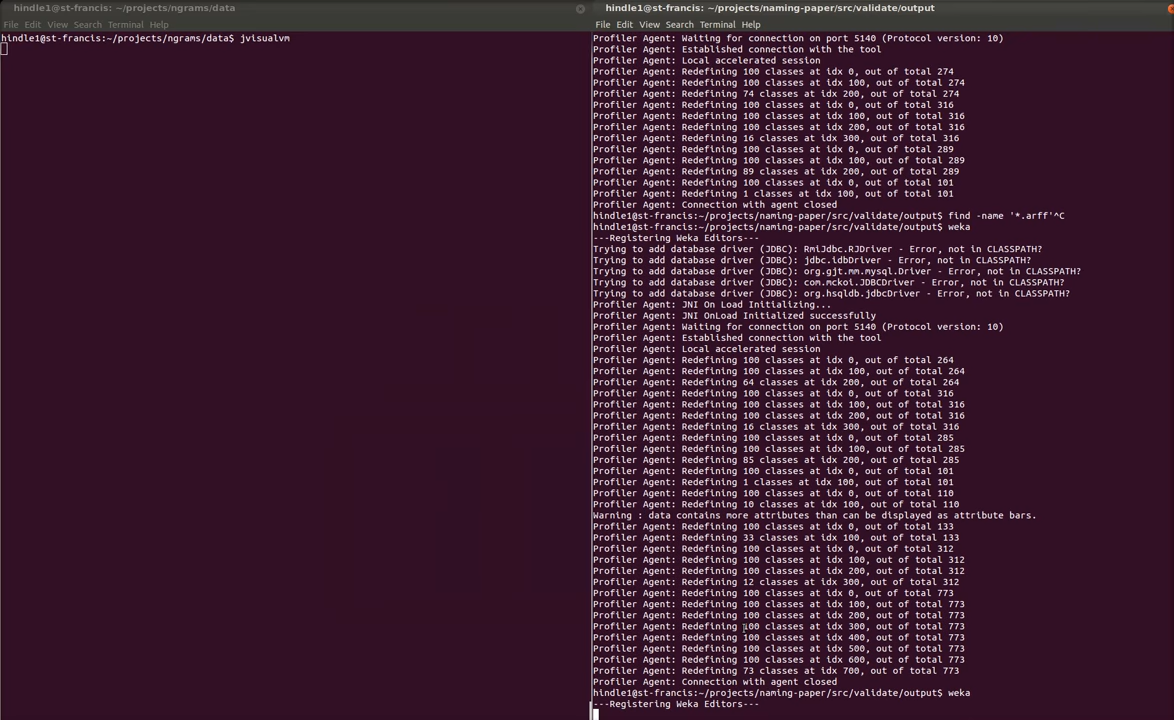 hindle1@st-francis: ~/projects/ngrams/data
File Edit View Search Terminal Help
hindle1@st-francis:~/projects/ngrams/data$ jvisualvm
hindle1@st-francis: ~/projects/naming-paper/src/validate/output
File Edit View Search Terminal Help
Profiler Agent: Waiting for connection on port 5140 (Protocol version: 10)
Profiler Agent: Established connection with the tool
Profiler Agent: Local accelerated session
Profiler Agent: Redefining 100 classes at idx 0, out of total 274
Profiler Agent: Redefining 100 classes at idx 100, out of total 274
Profiler Agent: Redefining 74 classes at idx 200, out of total 274
Profiler Agent: Redefining 100 classes at idx 0, out of total 316
Profiler Agent: Redefining 100 classes at idx 100, out of total 316
Profiler Agent: Redefining 100 classes at idx 200, out of total 316
Profiler Agent: Redefining 16 classes at idx 300, out of total 316
Profiler Agent: Redefining 100 classes at idx 0, out of total 289
Profiler Agent: Redefining 100 classes at idx 100, out of total 289
Profiler Agent: Redefining 89 classes at idx 200, out of total 289
Profiler Agent: Redefining 100 classes at idx 0, out of total 101
Profiler Agent: Redefining 1 classes at idx 100, out of total 101
Profiler Agent: Connection with agent closed
hindle1@st-francis:~/projects/naming-paper/src/validate/output$ find -name '*.arff'^C
hindle1@st-francis:~/projects/naming-paper/src/validate/output$ weka
---Registering Weka Editors---
Trying to add database driver (JDBC): RmiJdbc.RJDriver - Error, not in CLASSPATH?
Trying to add database driver (JDBC): jdbc.idbDriver - Error, not in CLASSPATH?
Trying to add database driver (JDBC): org.gjt.mm.mysql.Driver - Error, not in CLASSPATH?
Trying to add database driver (JDBC): com.mckoi.JDBCDriver - Error, not in CLASSPATH?
Trying to add database driver (JDBC): org.hsqldb.jdbcDriver - Error, not in CLASSPATH?
Profiler Agent: JNI On Load Initializing...
Profiler Agent: JNI OnLoad Initialized successfully
Profiler Agent: Waiting for connection on port 5140 (Protocol version: 10)
Profiler Agent: Established connection with the tool
Profiler Agent: Local accelerated session
Profiler Agent: Redefining 100 classes at idx 0, out of total 264
Profiler Agent: Redefining 100 classes at idx 100, out of total 264
Profiler Agent: Redefining 64 classes at idx 200, out of total 264
Profiler Agent: Redefining 100 classes at idx 0, out of total 316
Profiler Agent: Redefining 100 classes at idx 100, out of total 316
Profiler Agent: Redefining 100 classes at idx 200, out of total 316
Profiler Agent: Redefining 16 classes at idx 300, out of total 316
Profiler Agent: Redefining 100 classes at idx 0, out of total 285
Profiler Agent: Redefining 100 classes at idx 100, out of total 285
Profiler Agent: Redefining 85 classes at idx 200, out of total 285
Profiler Agent: Redefining 100 classes at idx 0, out of total 101
Profiler Agent: Redefining 1 classes at idx 100, out of total 101
Profiler Agent: Redefining 100 classes at idx 0, out of total 110
Profiler Agent: Redefining 10 classes at idx 100, out of total 110
Warning : data contains more attributes than can be displayed as attribute bars.
Profiler Agent: Redefining 100 classes at idx 0, out of total 133
Profiler Agent: Redefining 33 classes at idx 100, out of total 133
Profiler Agent: Redefining 100 classes at idx 0, out of total 312
Profiler Agent: Redefining 100 classes at idx 100, out of total 312
Profiler Agent: Redefining 100 classes at idx 200, out of total 312
Profiler Agent: Redefining 12 classes at idx 300, out of total 312
Profiler Agent: Redefining 100 classes at idx 0, out of total 773
Profiler Agent: Redefining 100 classes at idx 100, out of total 773
Profiler Agent: Redefining 100 classes at idx 200, out of total 773
Profiler Agent: Redefining 100 classes at idx 300, out of total 773
Profiler Agent: Redefining 100 classes at idx 400, out of total 773
Profiler Agent: Redefining 100 classes at idx 500, out of total 773
Profiler Agent: Redefining 100 classes at idx 600, out of total 773
Profiler Agent: Redefining 73 classes at idx 700, out of total 773
Profiler Agent: Connection with agent closed
hindle1@st-francis:~/projects/naming-paper/src/validate/output$ weka
---Registering Weka Editors---